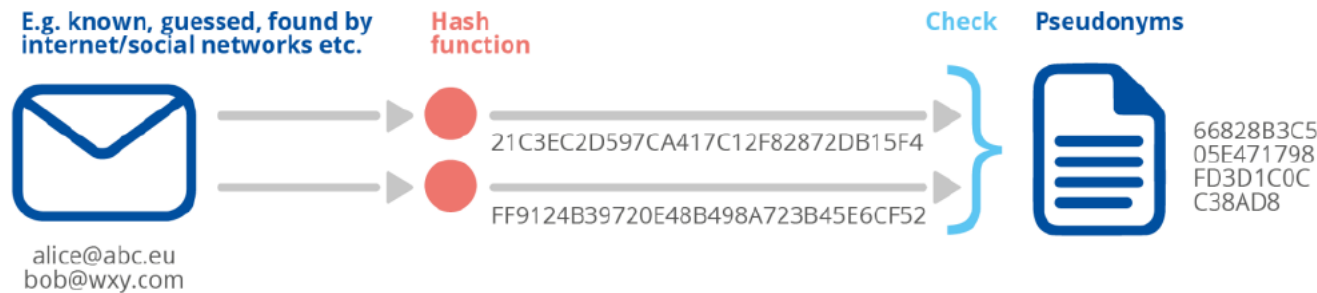 E.g. known, guessed, found by
internet/social networks etc.
Hash
function
Check
Pseudonyms
21C3EC2D597CA417C12F82872DB15F4
FF9124B39720E48B498A723B45E6CF52
66828B3C5
05E471798
FD3D1C0C
C38AD8
alice@abc.eu
bob@wxy.com